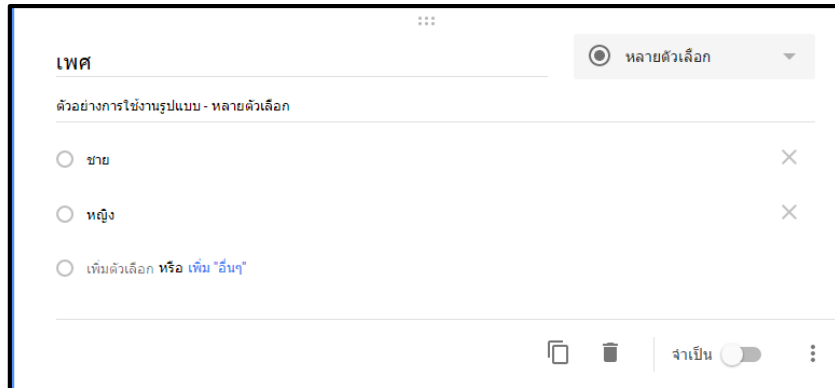 เพศ
หลายตัวเลือก
ตัวอย่างการใช้งานรูปแบบ - หลายตัวเลือก
ชาย
หญิง
เพิ่มตัวเลือก หรือ เพิ่ม "อื่นๆ"
จำเป็น